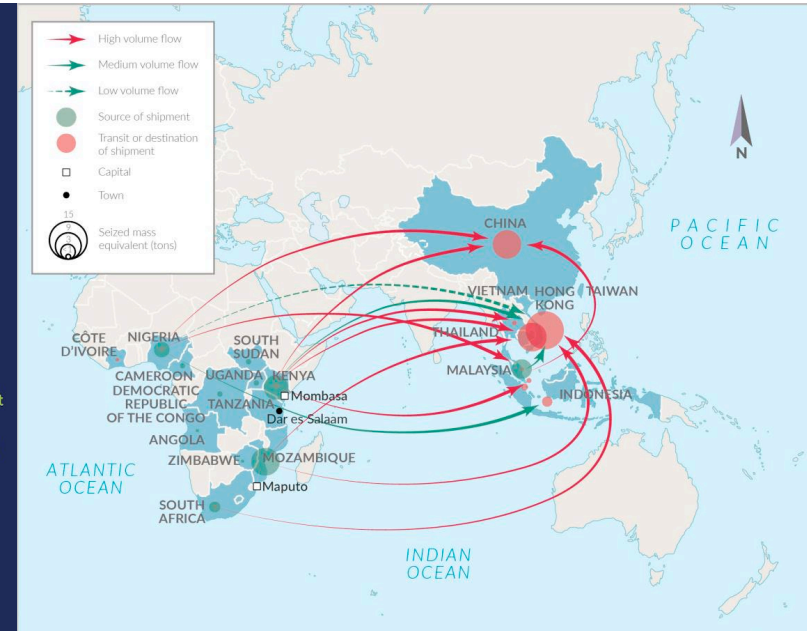 High volume flow
Medium volume flow
Low volume flow
Source of shipment
Transit or destination
of shipment
Capital
Town
15
9
Seized mass
equivalent (tons)
N
CHINA
PACIFIC
OCEAN
VIETNAM
HONG
KONG
TAIWAN
THAILAND
MALAYSIA
INDONESIA
CÔTE
D'IVOIRE
NIGERIA
SOUTH
SUDAN
CAMEROON
UGANDA
KENYA
DEMOCRATIC
REPUBLIC
OF THE CONGO
TANZANIA
Mombasa
Dar es Salaam
ANGOLA
ZIMBABWE
MOZAMBIQUE
ATLANTIC
OCEAN
Maputo
SOUTH
AFRICA
INDIAN
OCEAN